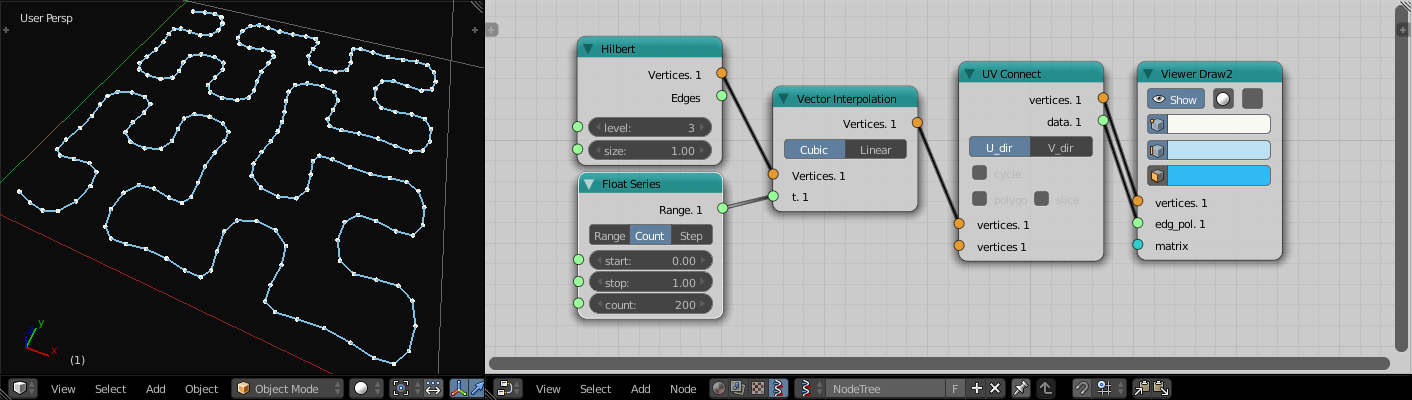 User Persp
y
x
(1)
View Select Add Object Object Mode
Hilbert
Vertices. 1
Edges
level: 3
size: 1.00
Float Series
Range. 1
Range Count Step
start: 0.00
stop: 1.00
count: 200
Vector Interpolation
Vertices. 1
Cubic Linear
Vertices. 1
t. 1
UV Connect
vertices. 1
data. 1
U_dir V_dir
cycle
polygo slice
vertices. 1
vertices 1
Viewer Draw2
Show
vertices. 1
edg_pol. 1
matrix
View Select Add Node NodeTree F